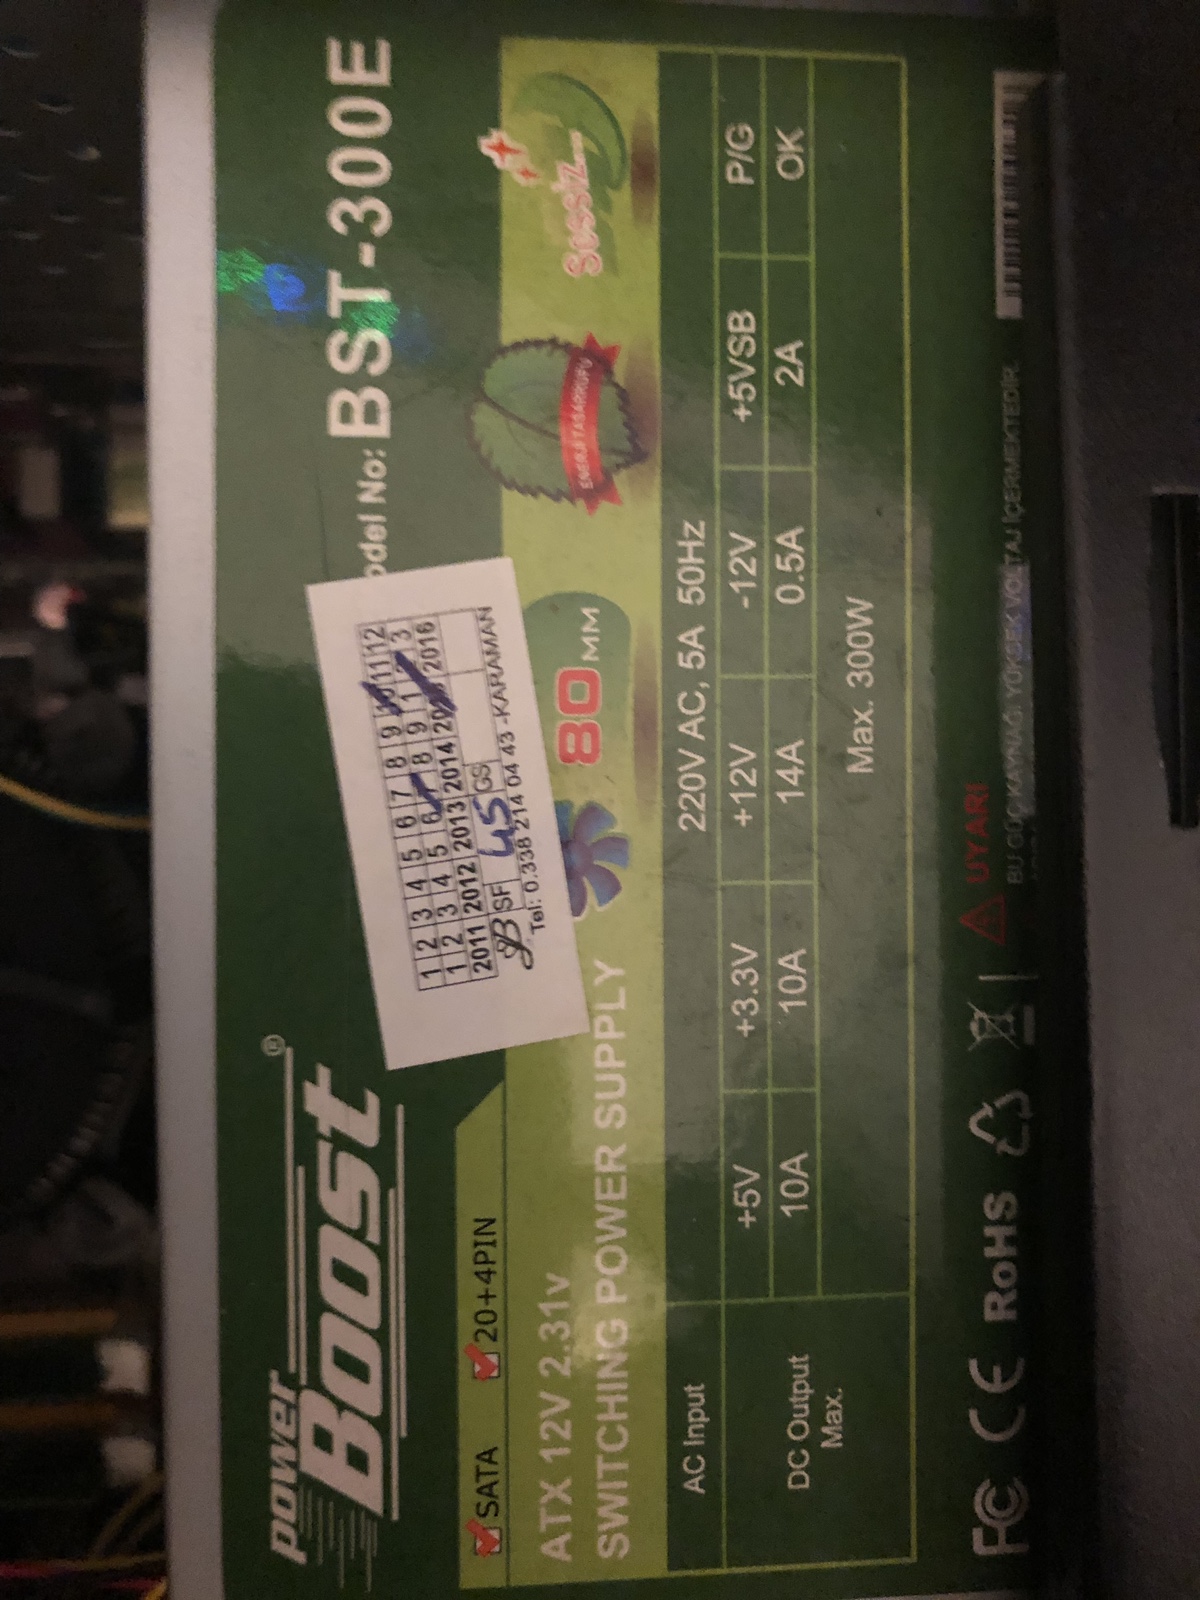 power
Boost®
Model No: BST-300E
SATA 20+4PIN
ATX 12V 2.31v
SWITCHING POWER SUPPLY
80MM
ENERJİ TASARRUFU
Sessiz
1 2 3 4 5 6 7 8 9 10 11 12
1 2 3 4 5 6 8 9 1 3
2011 2012 2013 2014 2016
SF 45 GS
Tel: 0.338 214 04 43 -KARAMAN
AC Input 220V AC, 5A 50Hz
DC Output Max.
+5V +3.3V +12V -12V +5VSB P/G
10A 10A 14A 0.5A 2A OK
Max. 300W
FC CE RoHS
UYARI
BU GÜÇ KAYNAĞI YÜKSEK VOLTAJ İÇERMEKTEDİR.